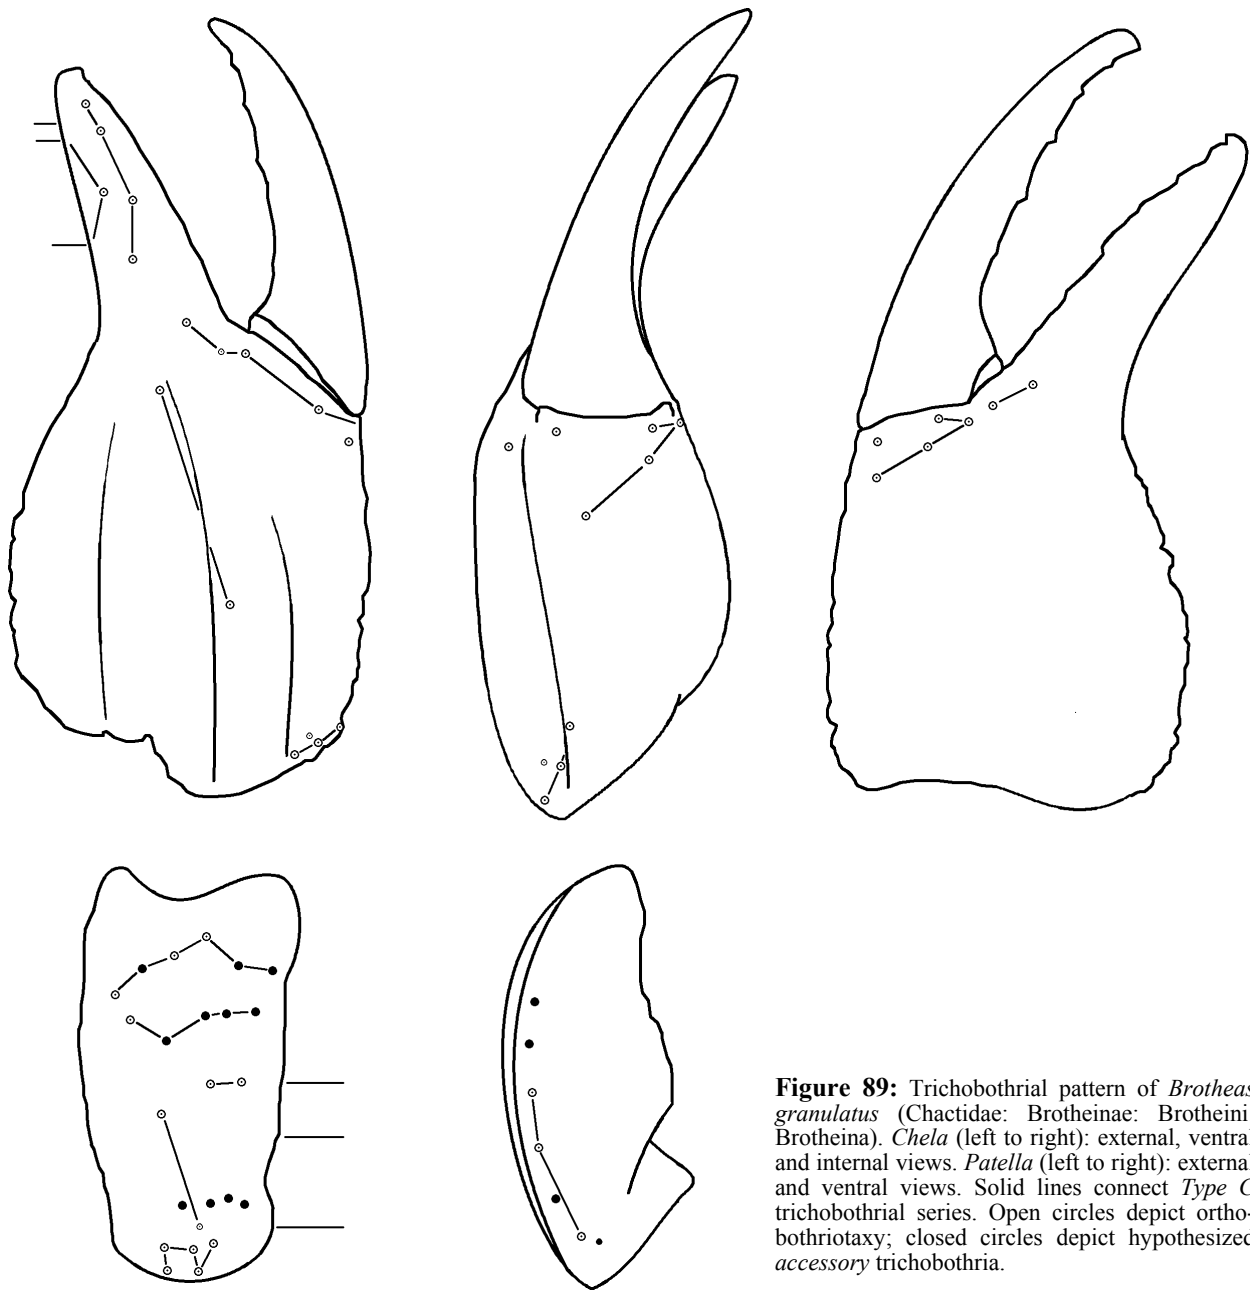 Figure 89: Trichobothrial pattern of Brotheas
granulatus (Chactidae: Brotheinae: Brotheini
Brotheina). Chela (left to right): external, ventral
and internal views. Patella (left to right): external
and ventral views. Solid lines connect Type C
trichobothrial series. Open circles depict ortho-
bothriotaxy; closed circles depict hypothesized
accessory trichobothria.